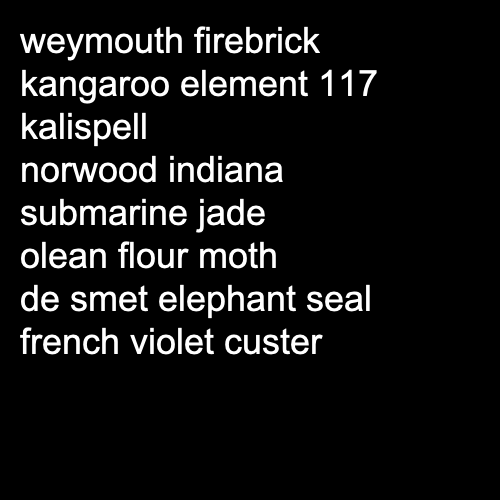 weymouth firebrick
kangaroo element 117
kalispell
norwood indiana
submarine jade
olean flour moth
de smet elephant seal
french violet custer